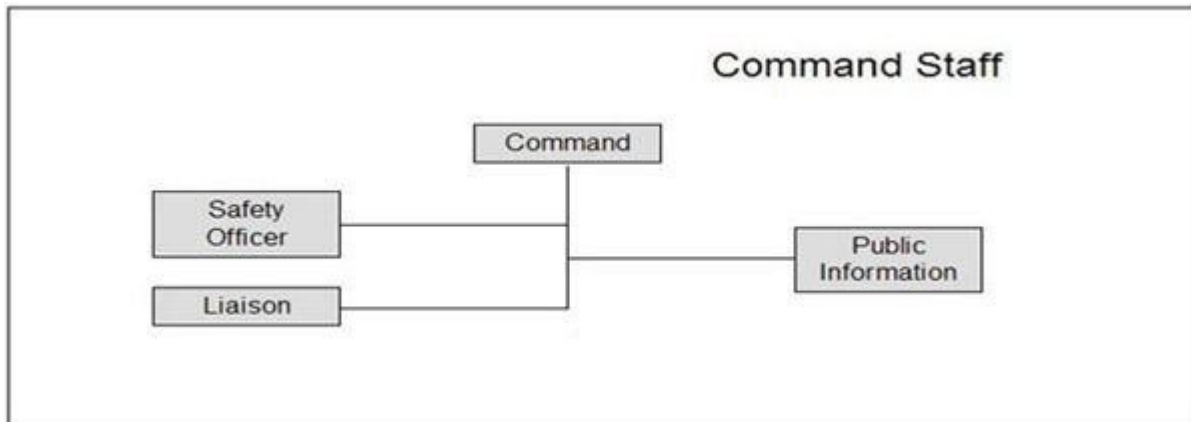 Command Staff
Command
Safety
Officer
Public
Information
Liaison